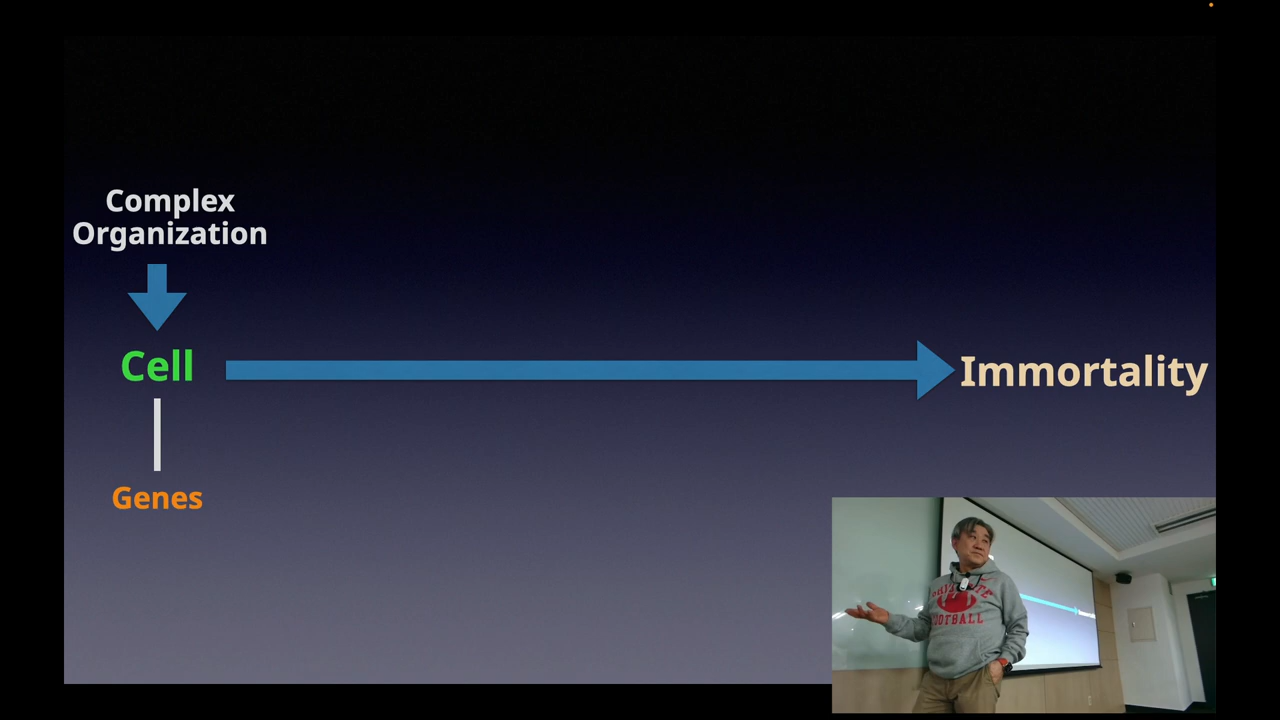 Complex
Organization
Cell
Immortality
Genes
FOOTBALL